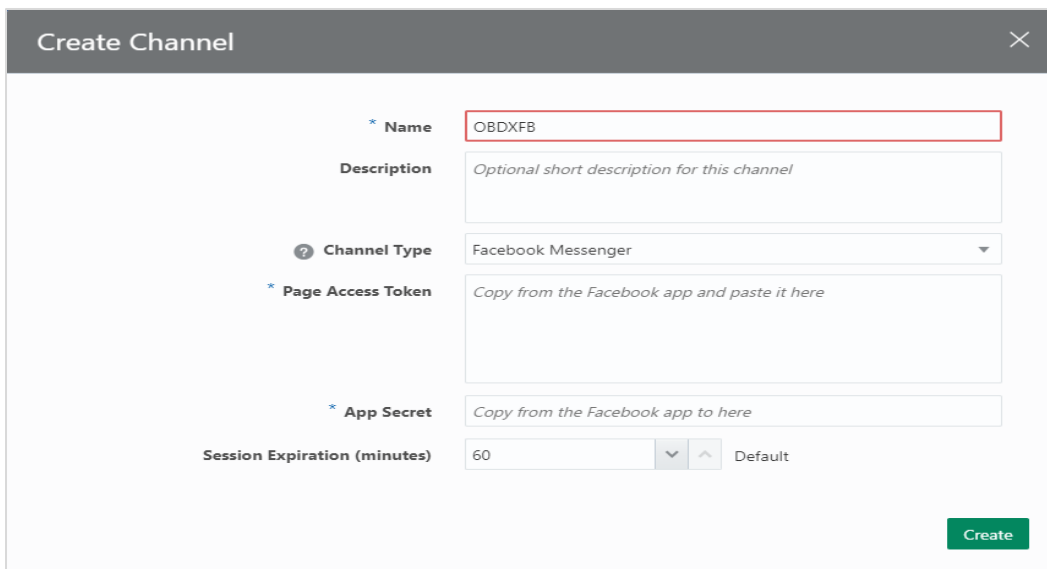 Create Channel
* Name OBDXFB
Description Optional short description for this channel
? Channel Type Facebook Messenger
* Page Access Token Copy from the Facebook app and paste it here
* App Secret Copy from the Facebook app to here
Session Expiration (minutes) 60 Default
Create